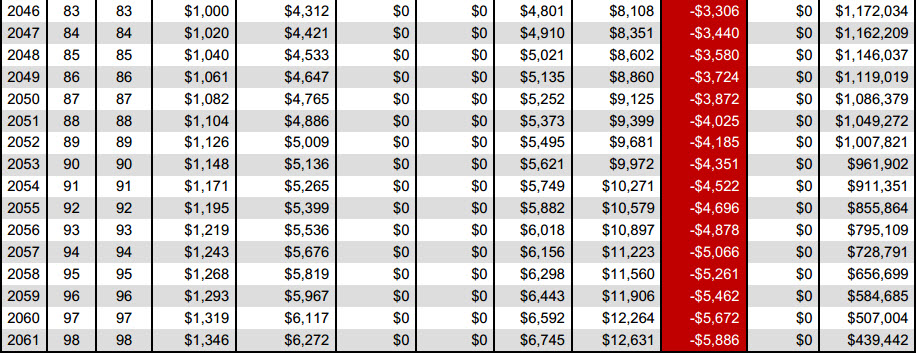 2046 83 83 $1,000 $4,312 $0 $0 $4,801 $8,108 -$3,306 $0 $1,172,034
2047 84 84 $1,020 $4,421 $0 $0 $4,910 $8,351 -$3,440 $0 $1,162,209
2048 85 85 $1,040 $4,533 $0 $0 $5,021 $8,602 -$3,580 $0 $1,146,037
2049 86 86 $1,061 $4,647 $0 $0 $5,135 $8,860 -$3,724 $0 $1,119,019
2050 87 87 $1,082 $4,765 $0 $0 $5,252 $9,125 -$3,872 $0 $1,086,379
2051 88 88 $1,104 $4,886 $0 $0 $5,373 $9,399 -$4,025 $0 $1,049,272
2052 89 89 $1,126 $5,009 $0 $0 $5,495 $9,681 -$4,185 $0 $1,007,821
2053 90 90 $1,148 $5,136 $0 $0 $5,621 $9,972 -$4,351 $0 $961,902
2054 91 91 $1,171 $5,265 $0 $0 $5,749 $10,271 -$4,522 $0 $911,351
2055 92 92 $1,195 $5,399 $0 $0 $5,882 $10,579 -$4,696 $0 $855,864
2056 93 93 $1,219 $5,536 $0 $0 $6,018 $10,897 -$4,878 $0 $795,109
2057 94 94 $1,243 $5,676 $0 $0 $6,156 $11,223 -$5,066 $0 $728,791
2058 95 95 $1,268 $5,819 $0 $0 $6,298 $11,560 -$5,261 $0 $656,699
2059 96 96 $1,293 $5,967 $0 $0 $6,443 $11,906 -$5,462 $0 $584,685
2060 97 97 $1,319 $6,117 $0 $0 $6,592 $12,264 -$5,672 $0 $507,004
2061 98 98 $1,346 $6,272 $0 $0 $6,745 $12,631 -$5,886 $0 $439,442